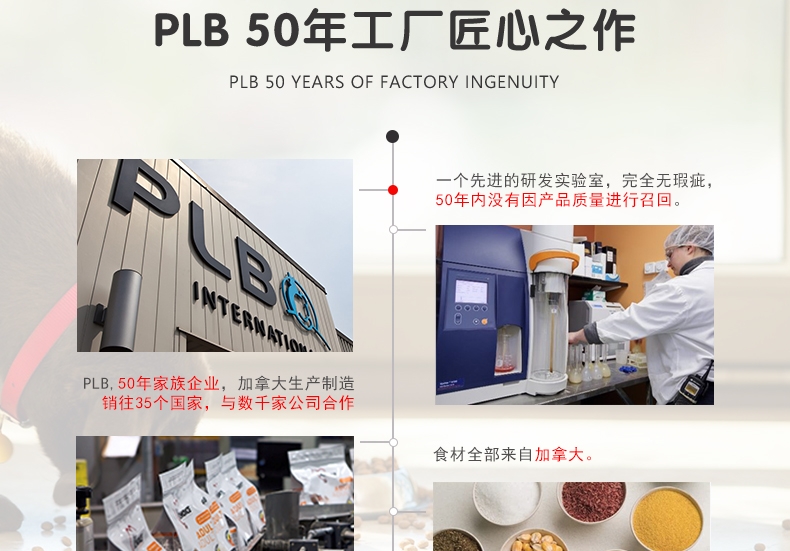 PLB 50年工厂匠心之作
PLB 50 YEARS OF FACTORY INGENUITY
PLB
INTERNATIONAL
一个先进的研发实验室，完全无瑕疵，
50年内没有因产品质量进行召回。
PLB, 50年家族企业，加拿大生产制造
销往35个国家，与数千家公司合作
食材全部来自加拿大。